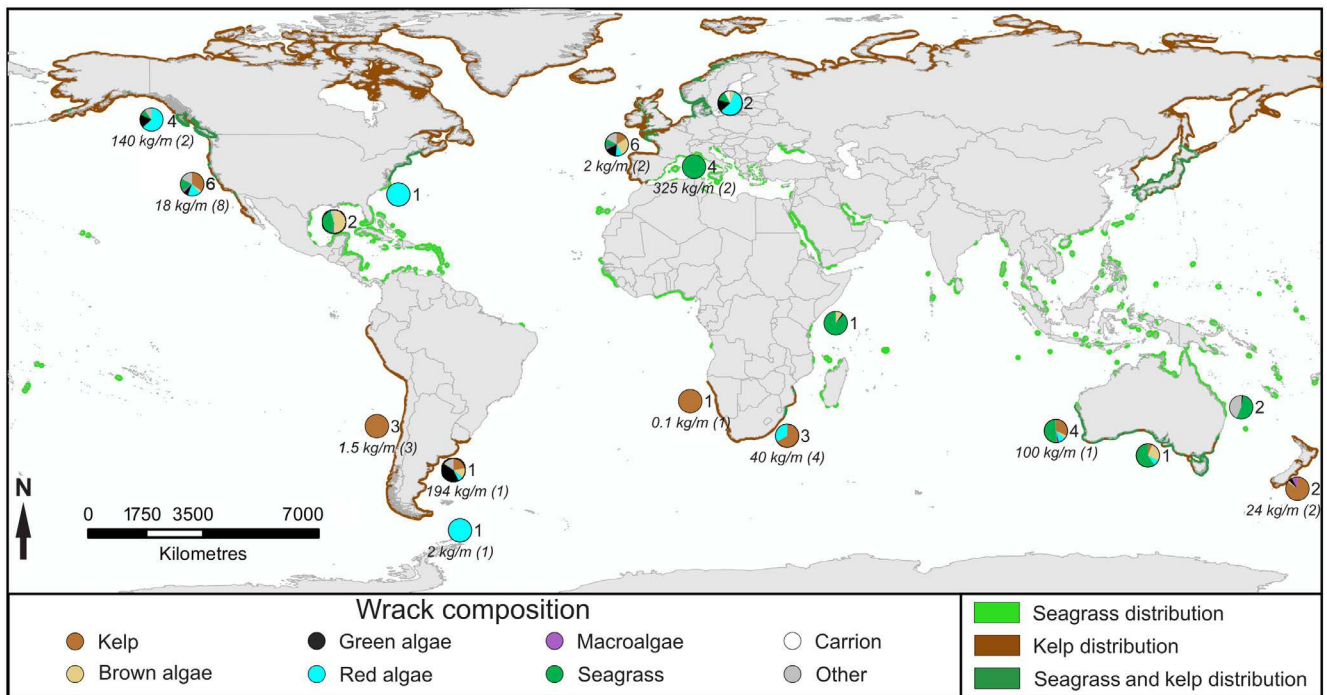 4
140 kg/m (2)
6
18 kg/m (8)
1
2
2
6
2 kg/m (2)
4
325 kg/m (2)
1
1
0.1 kg/m (1)
3
40 kg/m (4)
3
1.5 kg/m (3)
1
194 kg/m (1)
1
2 kg/m (1)
2
4
100 kg/m (1)
1
2
24 kg/m (2)
N
0 1750 3500 7000
Kilometres
Wrack composition
Kelp
Green algae
Macroalgae
Carrion
Brown algae
Red algae
Seagrass
Other
Seagrass distribution
Kelp distribution
Seagrass and kelp distribution